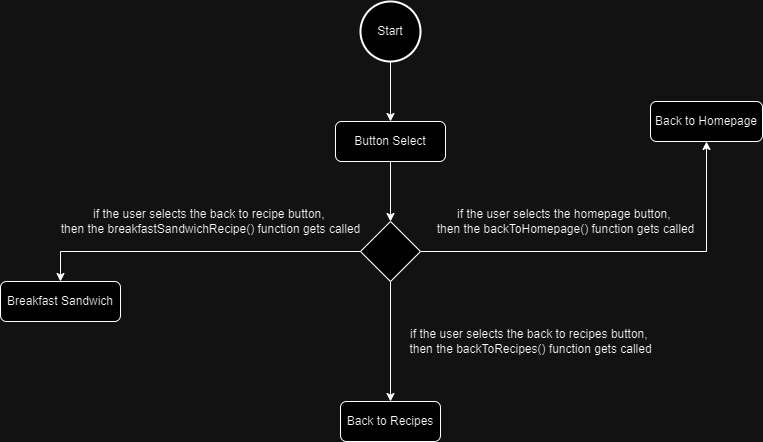 Start
Button Select
Back to Homepage
if the user selects the back to recipe button,
then the breakfastSandwichRecipe() function gets called
if the user selects the homepage button,
then the backToHomepage() function gets called
Breakfast Sandwich
if the user selects the back to recipes button,
then the backToRecipes() function gets called
Back to Recipes